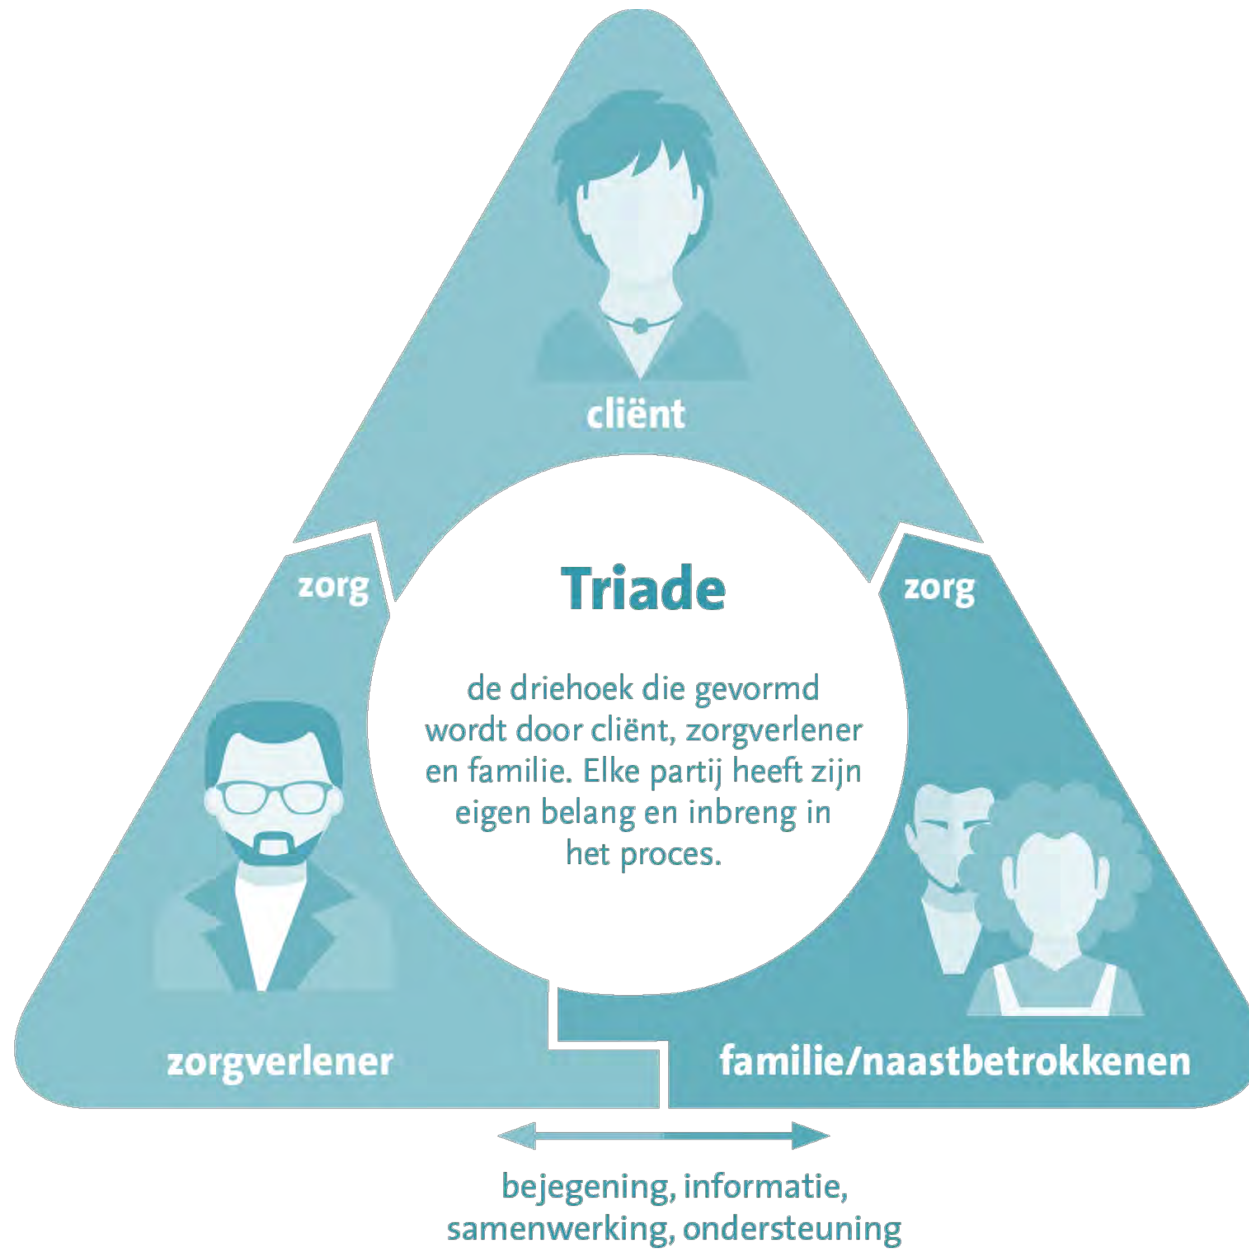 cliënt
zorg
zorg
Triade
de driehoek die gevormd
wordt door cliënt, zorgverlener
en familie. Elke partij heeft zijn
eigen belang en inbreng in
het proces.
zorgverlener
familie/naastbetrokkenen
bejegening, informatie,
samenwerking, ondersteuning